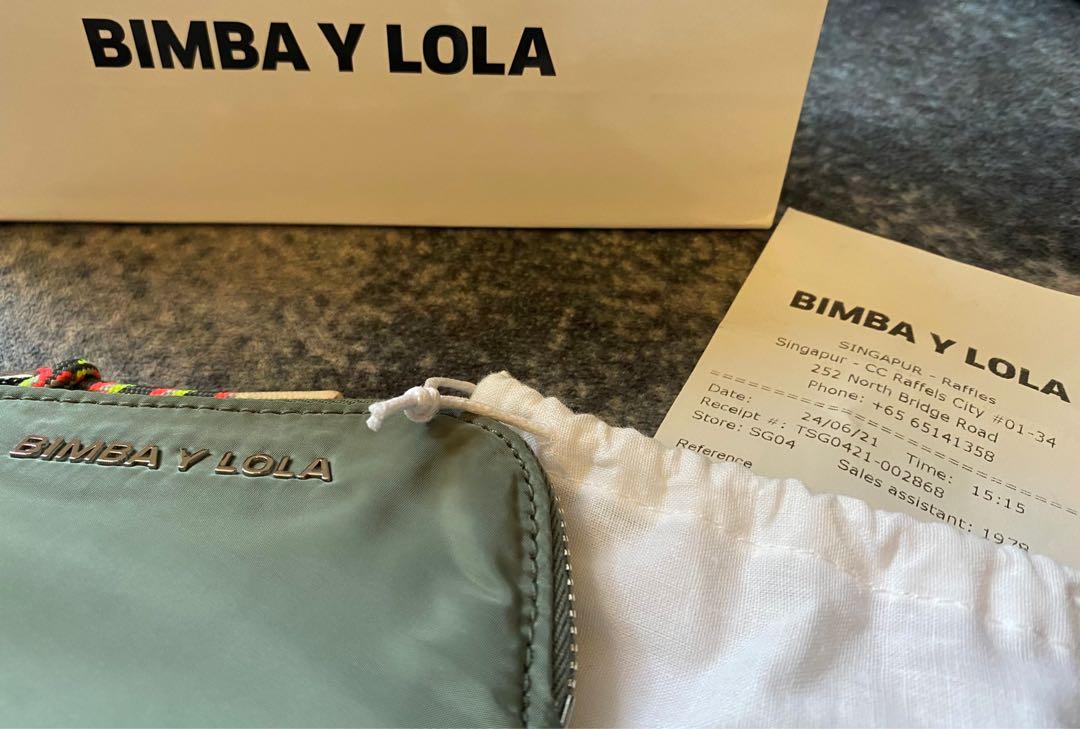 BIMBA Y LOLA
BIMBA Y LOLA
BIMBA Y LOLA
SINGAPUR - Raffles
Singapur - CC Raffels City #01-34
252 North Bridge Road
Phone: +65 65141358
Date: 24/06/21 Time: 15:15
Receipt #: TSG0421-002868
Store: SG04 Sales assistant: 1978
Reference